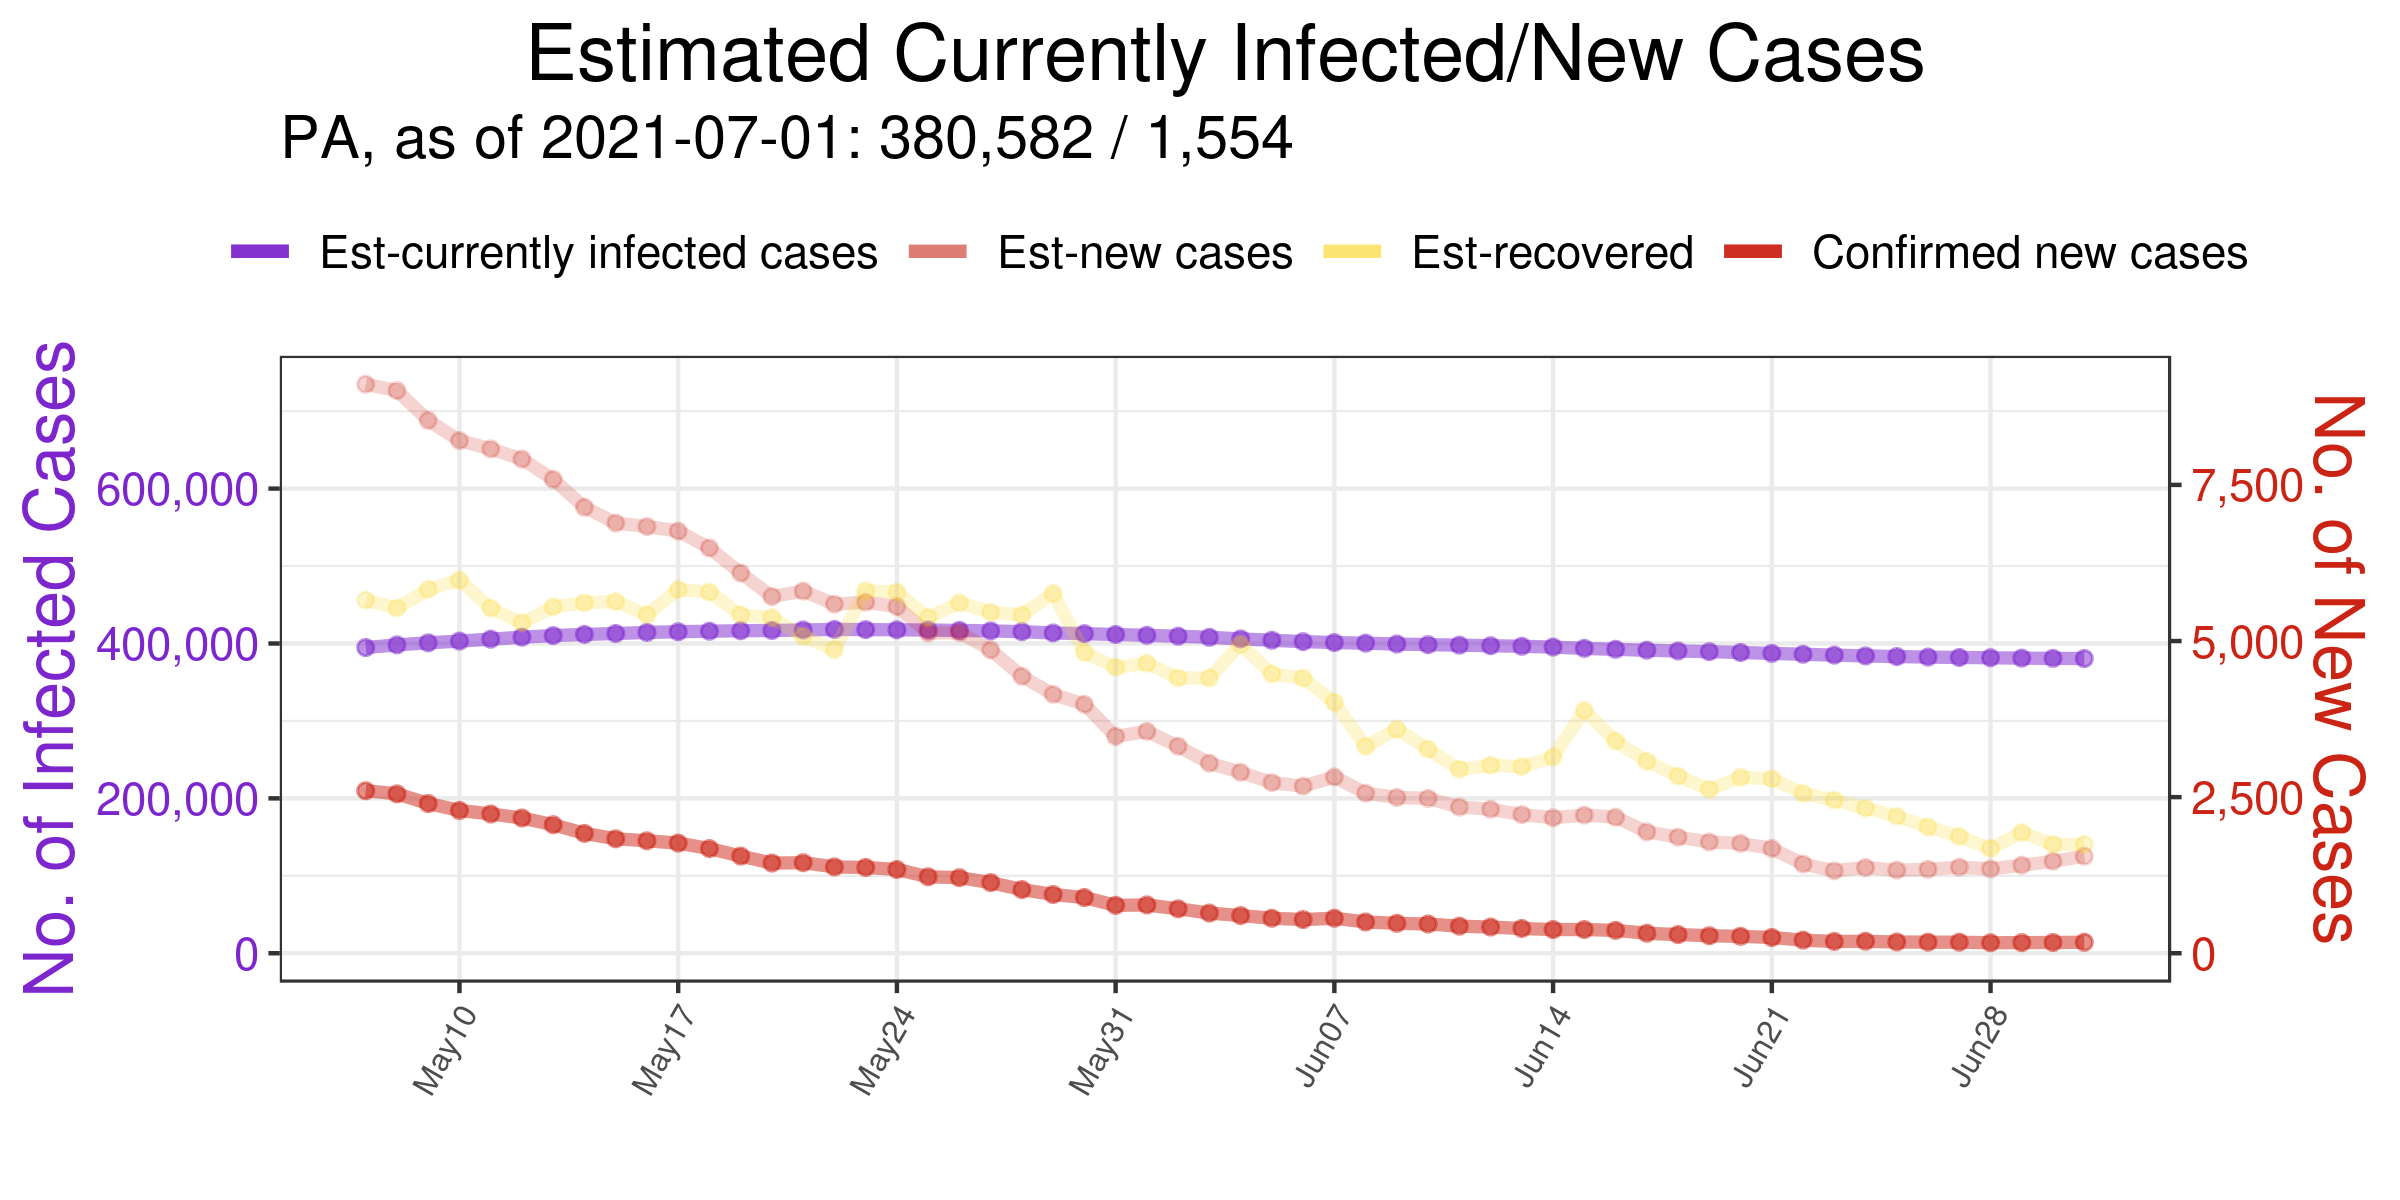 Estimated Currently Infected/New Cases
PA, as of 2021-07-01: 380,582 / 1,554
Est-currently infected cases Est-new cases Est-recovered Confirmed new cases
No. of Infected Cases
600,000
400,000
200,000
0
7,500
5,000
2,500
0
No. of New Cases
May10 May17 May24 May31 Jun07 Jun14 Jun21 Jun28